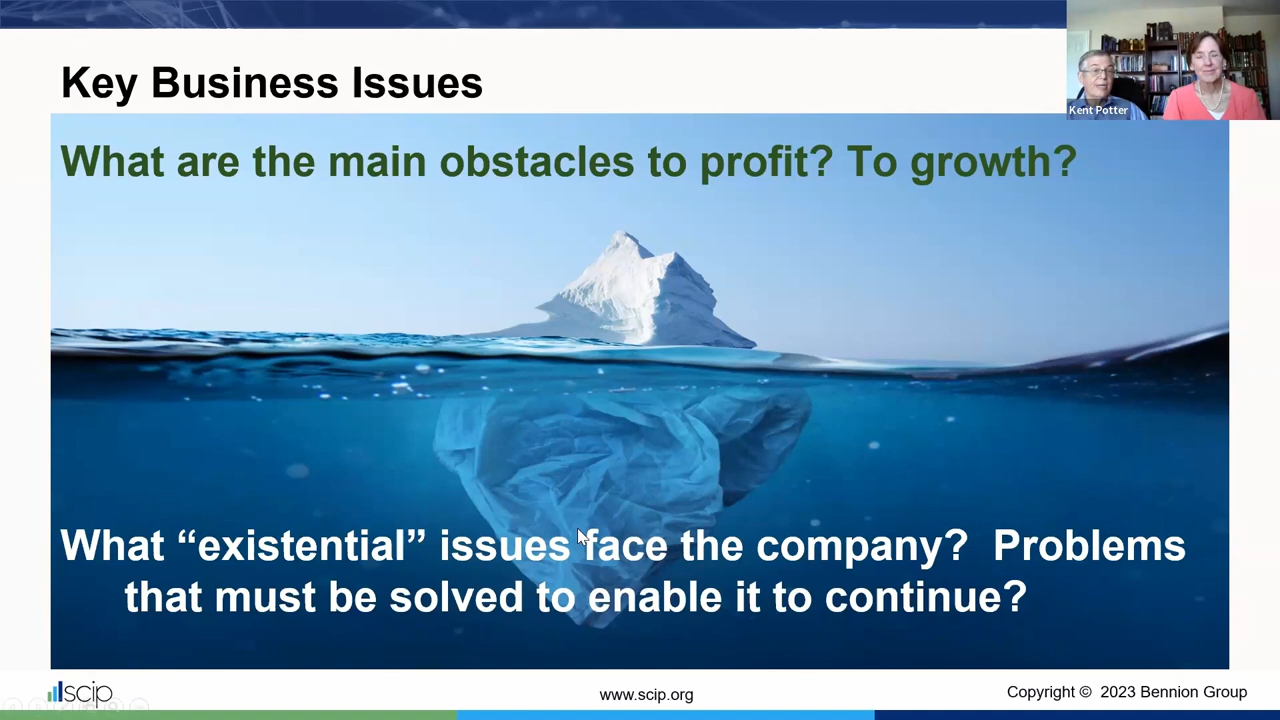 Key Business Issues
Kent Potter
What are the main obstacles to profit? To growth?
What “existential” issues face the company? Problems
that must be solved to enable it to continue?
scip
www.scip.org
Copyright © 2023 Bennion Group